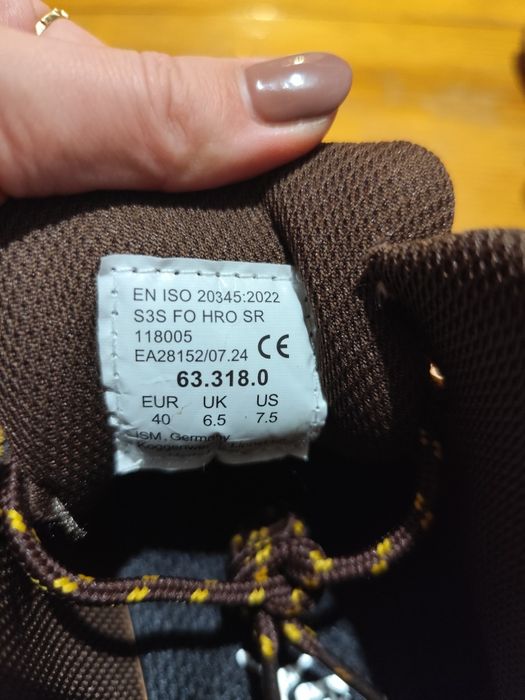 EN ISO 20345:2022
S3S FO HRO SR
118005
EA28152/07.24 CE
63.318.0
EUR UK US
40 6.5 7.5
ISM, Germany